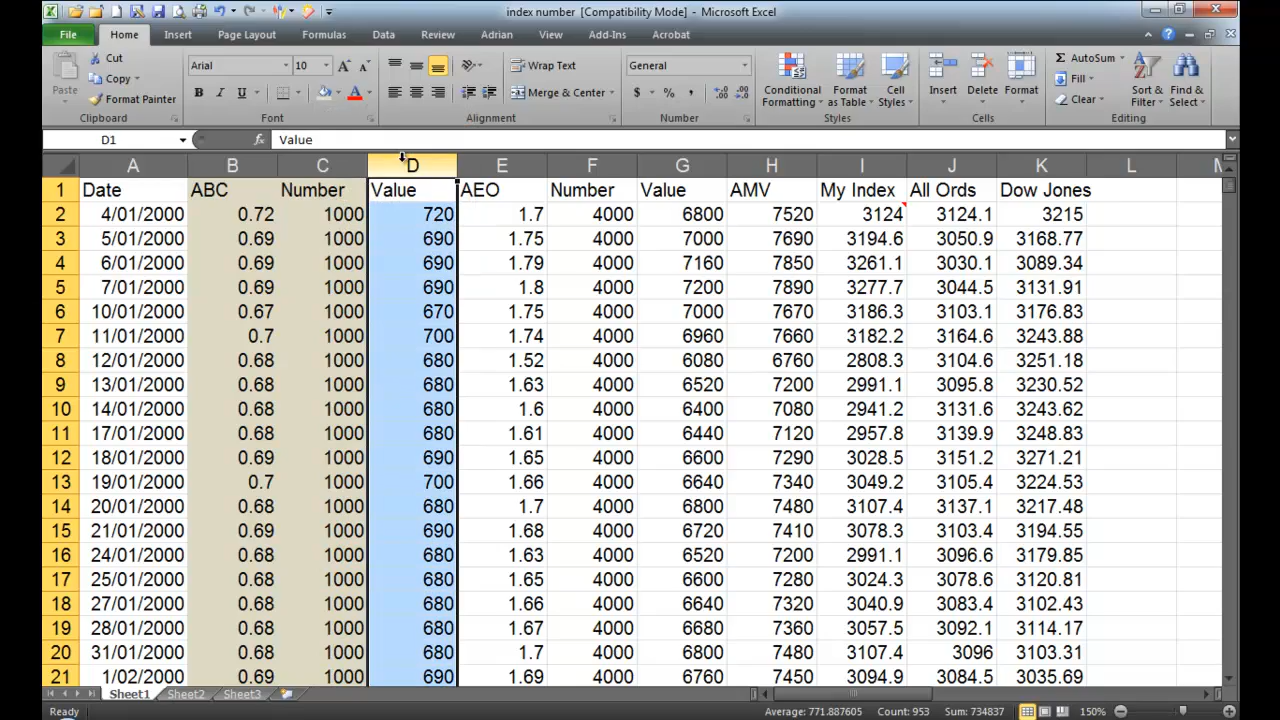 index number [Compatibility Mode] - Microsoft Excel
File Home Insert Page Layout Formulas Data Review Adrian View Add-Ins Acrobat
Cut
Copy
Format Painter
Paste
Clipboard
Arial 10
B I U A
Font
Wrap Text
Merge & Center
Alignment
General
$ % ,
Number
Conditional Formatting Format as Table Cell Styles
Styles
Insert Delete Format
Cells
Σ AutoSum
Fill
Clear
Sort & Filter Find & Select
Editing
D1 fx Value
A B C D E F G H I J K L M
1 Date ABC Number Value AEO Number Value AMV My Index All Ords Dow Jones
2 4/01/2000 0.72 1000 720 1.7 4000 6800 7520 3124 3124.1 3215
3 5/01/2000 0.69 1000 690 1.75 4000 7000 7690 3194.6 3050.9 3168.77
4 6/01/2000 0.69 1000 690 1.79 4000 7160 7850 3261.1 3030.1 3089.34
5 7/01/2000 0.69 1000 690 1.8 4000 7200 7890 3277.7 3044.5 3131.91
6 10/01/2000 0.67 1000 670 1.75 4000 7000 7670 3186.3 3103.1 3176.83
7 11/01/2000 0.7 1000 700 1.74 4000 6960 7660 3182.2 3164.6 3243.88
8 12/01/2000 0.68 1000 680 1.52 4000 6080 6760 2808.3 3104.6 3251.18
9 13/01/2000 0.68 1000 680 1.63 4000 6520 7200 2991.1 3095.8 3230.52
10 14/01/2000 0.68 1000 680 1.6 4000 6400 7080 2941.2 3131.6 3243.62
11 17/01/2000 0.68 1000 680 1.61 4000 6440 7120 2957.8 3139.9 3248.83
12 18/01/2000 0.69 1000 690 1.65 4000 6600 7290 3028.5 3151.2 3271.21
13 19/01/2000 0.7 1000 700 1.66 4000 6640 7340 3049.2 3105.4 3224.53
14 20/01/2000 0.68 1000 680 1.7 4000 6800 7480 3107.4 3134.1 3217.48
15 21/01/2000 0.69 1000 690 1.68 4000 6720 7410 3078.3 3103.4 3194.55
16 24/01/2000 0.68 1000 680 1.63 4000 6520 7200 2991.1 3096.6 3179.85
17 25/01/2000 0.68 1000 680 1.65 4000 6600 7280 3024.3 3078.6 3120.81
18 27/01/2000 0.68 1000 680 1.66 4000 6640 7320 3040.9 3083.4 3102.43
19 28/01/2000 0.68 1000 680 1.67 4000 6680 7360 3057.5 3092.1 3114.17
20 31/01/2000 0.68 1000 680 1.7 4000 6800 7480 3107.4 3096 3103.31
21 1/02/2000 0.69 1000 690 1.69 4000 6760 7450 3094.9 3084.5 3035.69
Sheet1 Sheet2 Sheet3
Ready Average: 771.887605 Count: 953 Sum: 734837 150%